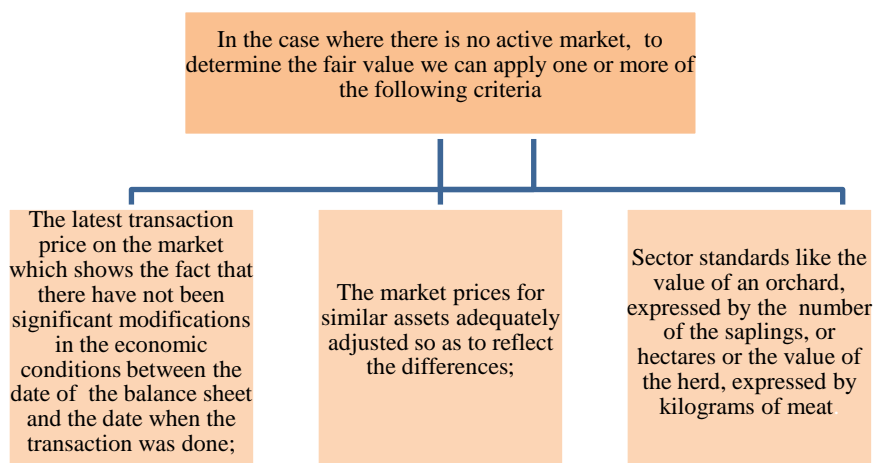 In the case where there is no active market, to
determine the fair value we can apply one or more of
the following criteria
The latest transaction
price on the market
which shows the fact that
there have not been
significant modifications
in the economic
conditions between the
date of the balance sheet
and the date when the
transaction was done;
The market prices for
similar assets adequately
adjusted so as to reflect
the differences;
Sector standards like the
value of an orchard,
expressed by the number
of the saplings, or
hectares or the value of
the herd, expressed by
kilograms of meat